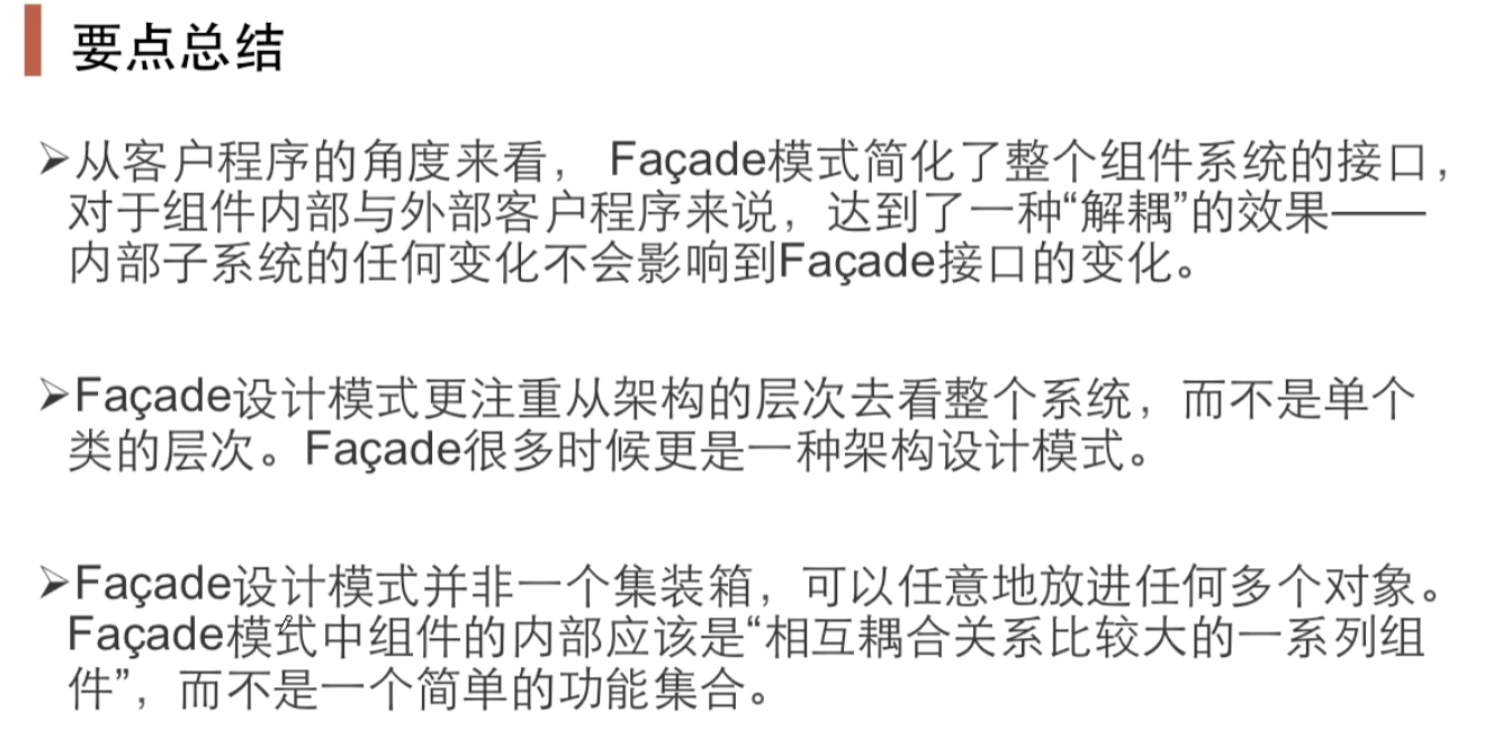 要点总结
➢从客户程序的角度来看， Façade模式简化了整个组件系统的接口，
对于组件内部与外部客户程序来说，达到了一种“解耦”的效果——
内部子系统的任何变化不会影响到Façade接口的变化。
➢Façade设计模式更注重从架构的层次去看整个系统，而不是单个
类的层次。Façade很多时候更是一种架构设计模式。
➢Façade设计模式并非一个集装箱，可以任意地放进任何多个对象。
Façade模式中组件的内部应该是“相互耦合关系比较大的一系列组
件”，而不是一个简单的功能集合。